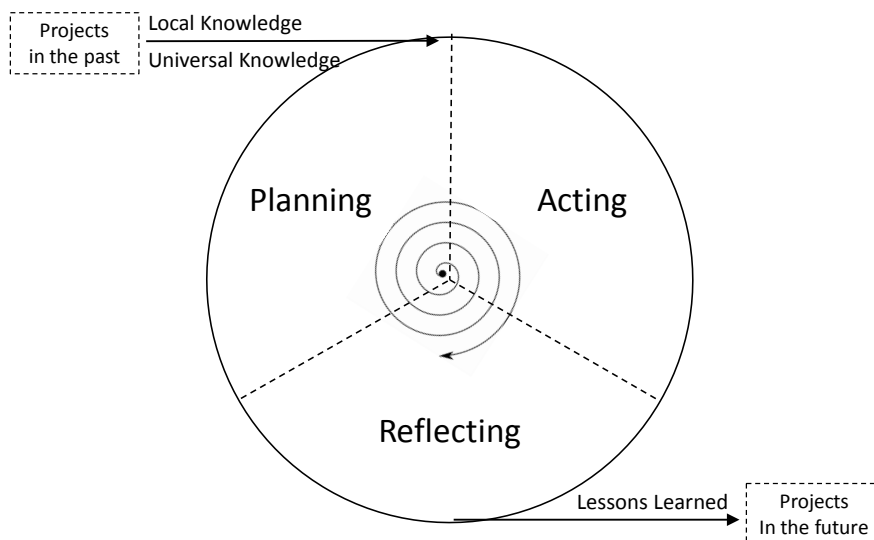 Projects
in the past
Local Knowledge
Universal Knowledge
Planning
Acting
Reflecting
Lessons Learned
Projects
In the future